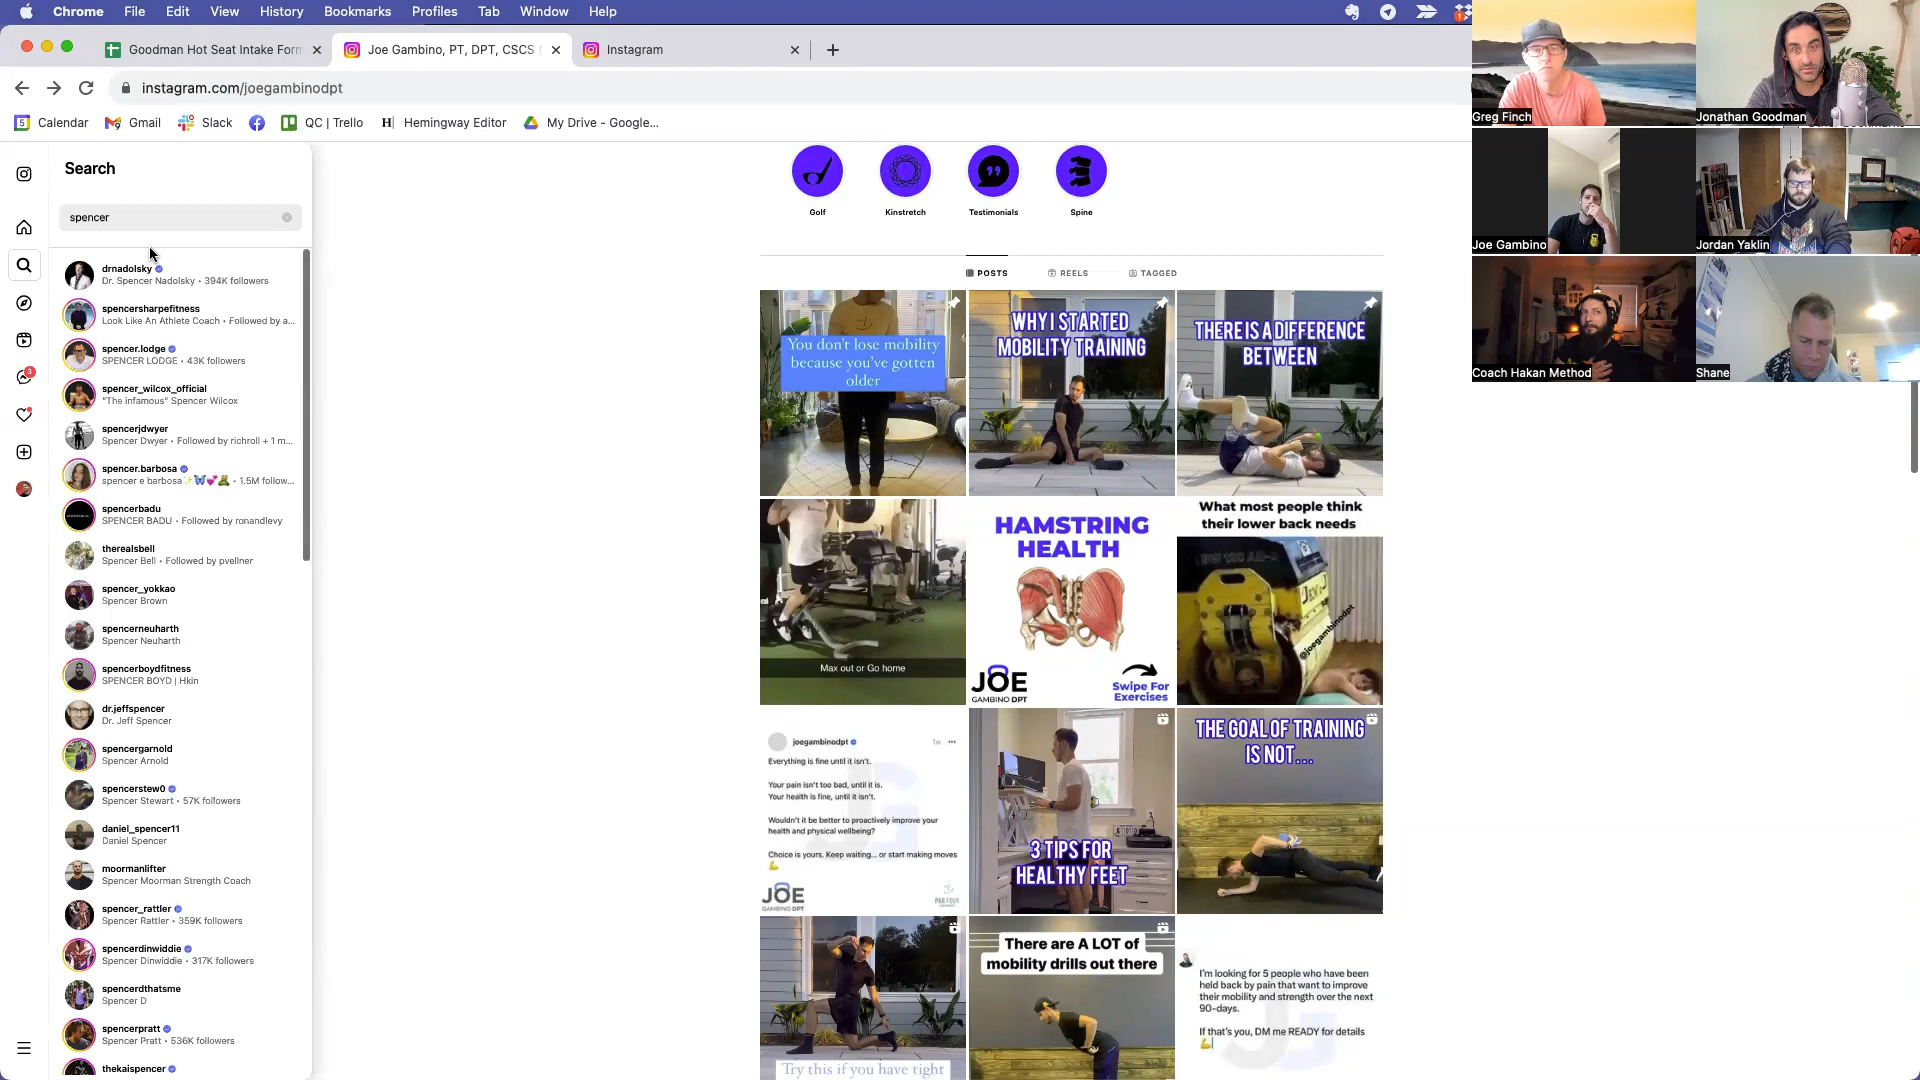 Chrome File Edit View History Bookmarks Profiles Tab Window Help
Goodman Hot Seat Intake Form
Joe Gambino, PT, DPT, CSCS (
Instagram
instagram.com/joegambinodpt
Calendar
Gmail
Slack
QC | Trello
Hemingway Editor
My Drive - Google...
Search
spencer
drnadolsky
Dr. Spencer Nadolsky • 394K followers
spencersharpefitness
Look Like An Athlete Coach • Followed by a...
spencer.lodge
SPENCER LODGE • 43K followers
spencer_wilcox_official
"The infamous" Spencer Wilcox
spencerjdwyer
Spencer Dwyer • Followed by richroll + 1 m...
spencer.barbosa
spencer e barbosa✨🦋💕🧸 • 1.5M follow...
spencerbadu
SPENCER BADU • Followed by ronandlevy
therealsbell
Spencer Bell • Followed by pvellner
spencer_yokkao
Spencer Brown
spencerneuharth
Spencer Neuharth
spencerboydfitness
SPENCER BOYD | Hkin
dr.jeffspencer
Dr. Jeff Spencer
spencergarnold
Spencer Arnold
spencerstew0
Spencer Stewart • 57K followers
daniel_spencer11
Daniel Spencer
moormanlifter
Spencer Moorman Strength Coach
spencer_rattler
Spencer Rattler • 359K followers
spencerdinwiddie
Spencer Dinwiddie • 317K followers
spencerdthatsme
Spencer D
spencerpratt
Spencer Pratt • 536K followers
thekaispencer
3
Golf
Kinstretch
Testimonials
Spine
POSTS
REELS
TAGGED
You don't lose mobility
because you've gotten
older
WHY I STARTED
MOBILITY TRAINING
THERE IS A DIFFERENCE
BETWEEN
Max out or Go home
HAMSTRING
HEALTH
JOE
GAMBINO DPT
Swipe For
Exercises
What most people think
their lower back needs
@joegambinodpt
joegambinodpt
1w
Everything is fine until it isn't.
Your pain isn't too bad, until it is.
Your health is fine, until it isn't.
Wouldn't it be better to proactively improve your
health and physical wellbeing?
Choice is yours. Keep waiting... or start making moves
💪
JOE
GAMBINO DPT
PAR FOUR
3 TIPS FOR
HEALTHY FEET
THE GOAL OF TRAINING
IS NOT...
Try this if you have tight
There are A LOT of
mobility drills out there
I'm looking for 5 people who have been
held back by pain that want to improve
their mobility and strength over the next
90-days.
If that's you, DM me READY for details
💪
Greg Finch
Jonathan Goodman
Joe Gambino
Jordan Yaklin
Coach Hakan Method
Shane